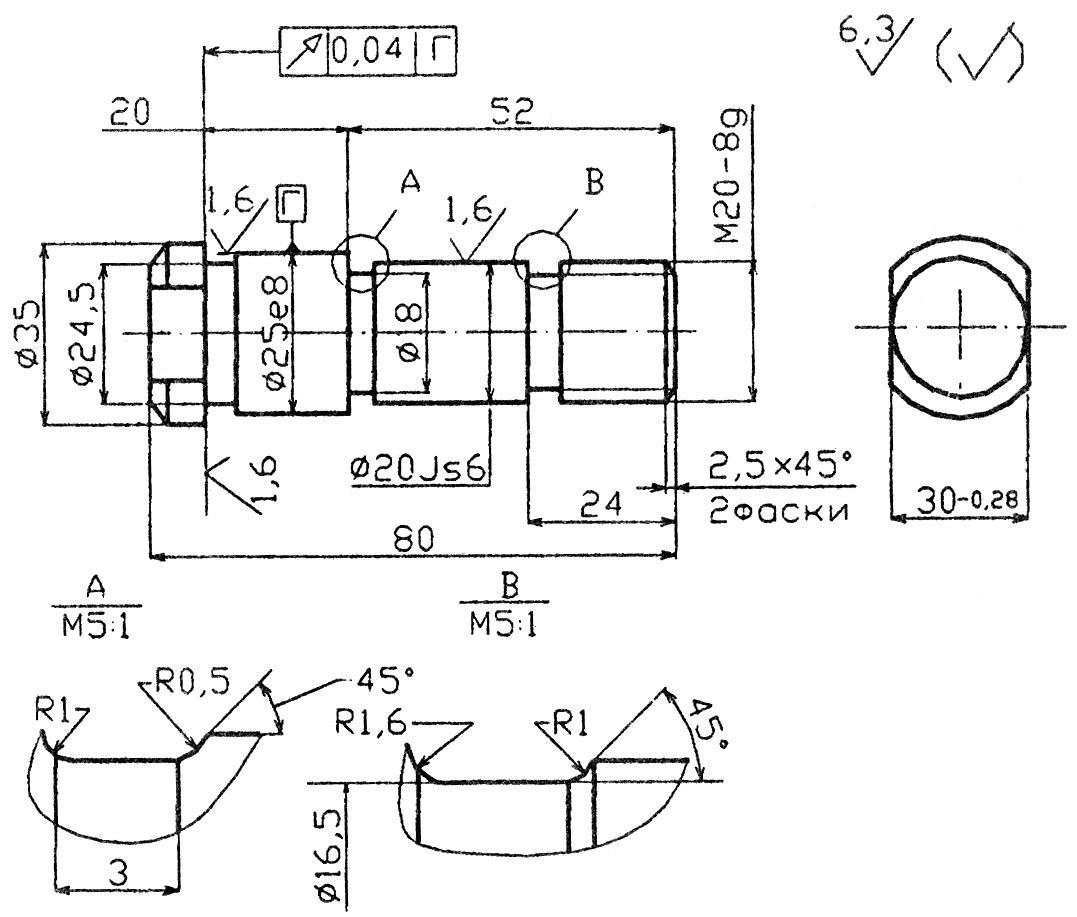 0,04 Г
6,3
20
52
М20-8g
1,6
Г
А
1,6
В
Ø35
Ø24,5
Ø25e8
Ø18
Ø20Js6
1,6
2,5×45°
2фаски
24
30-0,28
80
А
М5:1
В
М5:1
R1
R0,5
45°
R1,6
R1
45°
3
Ø16,5